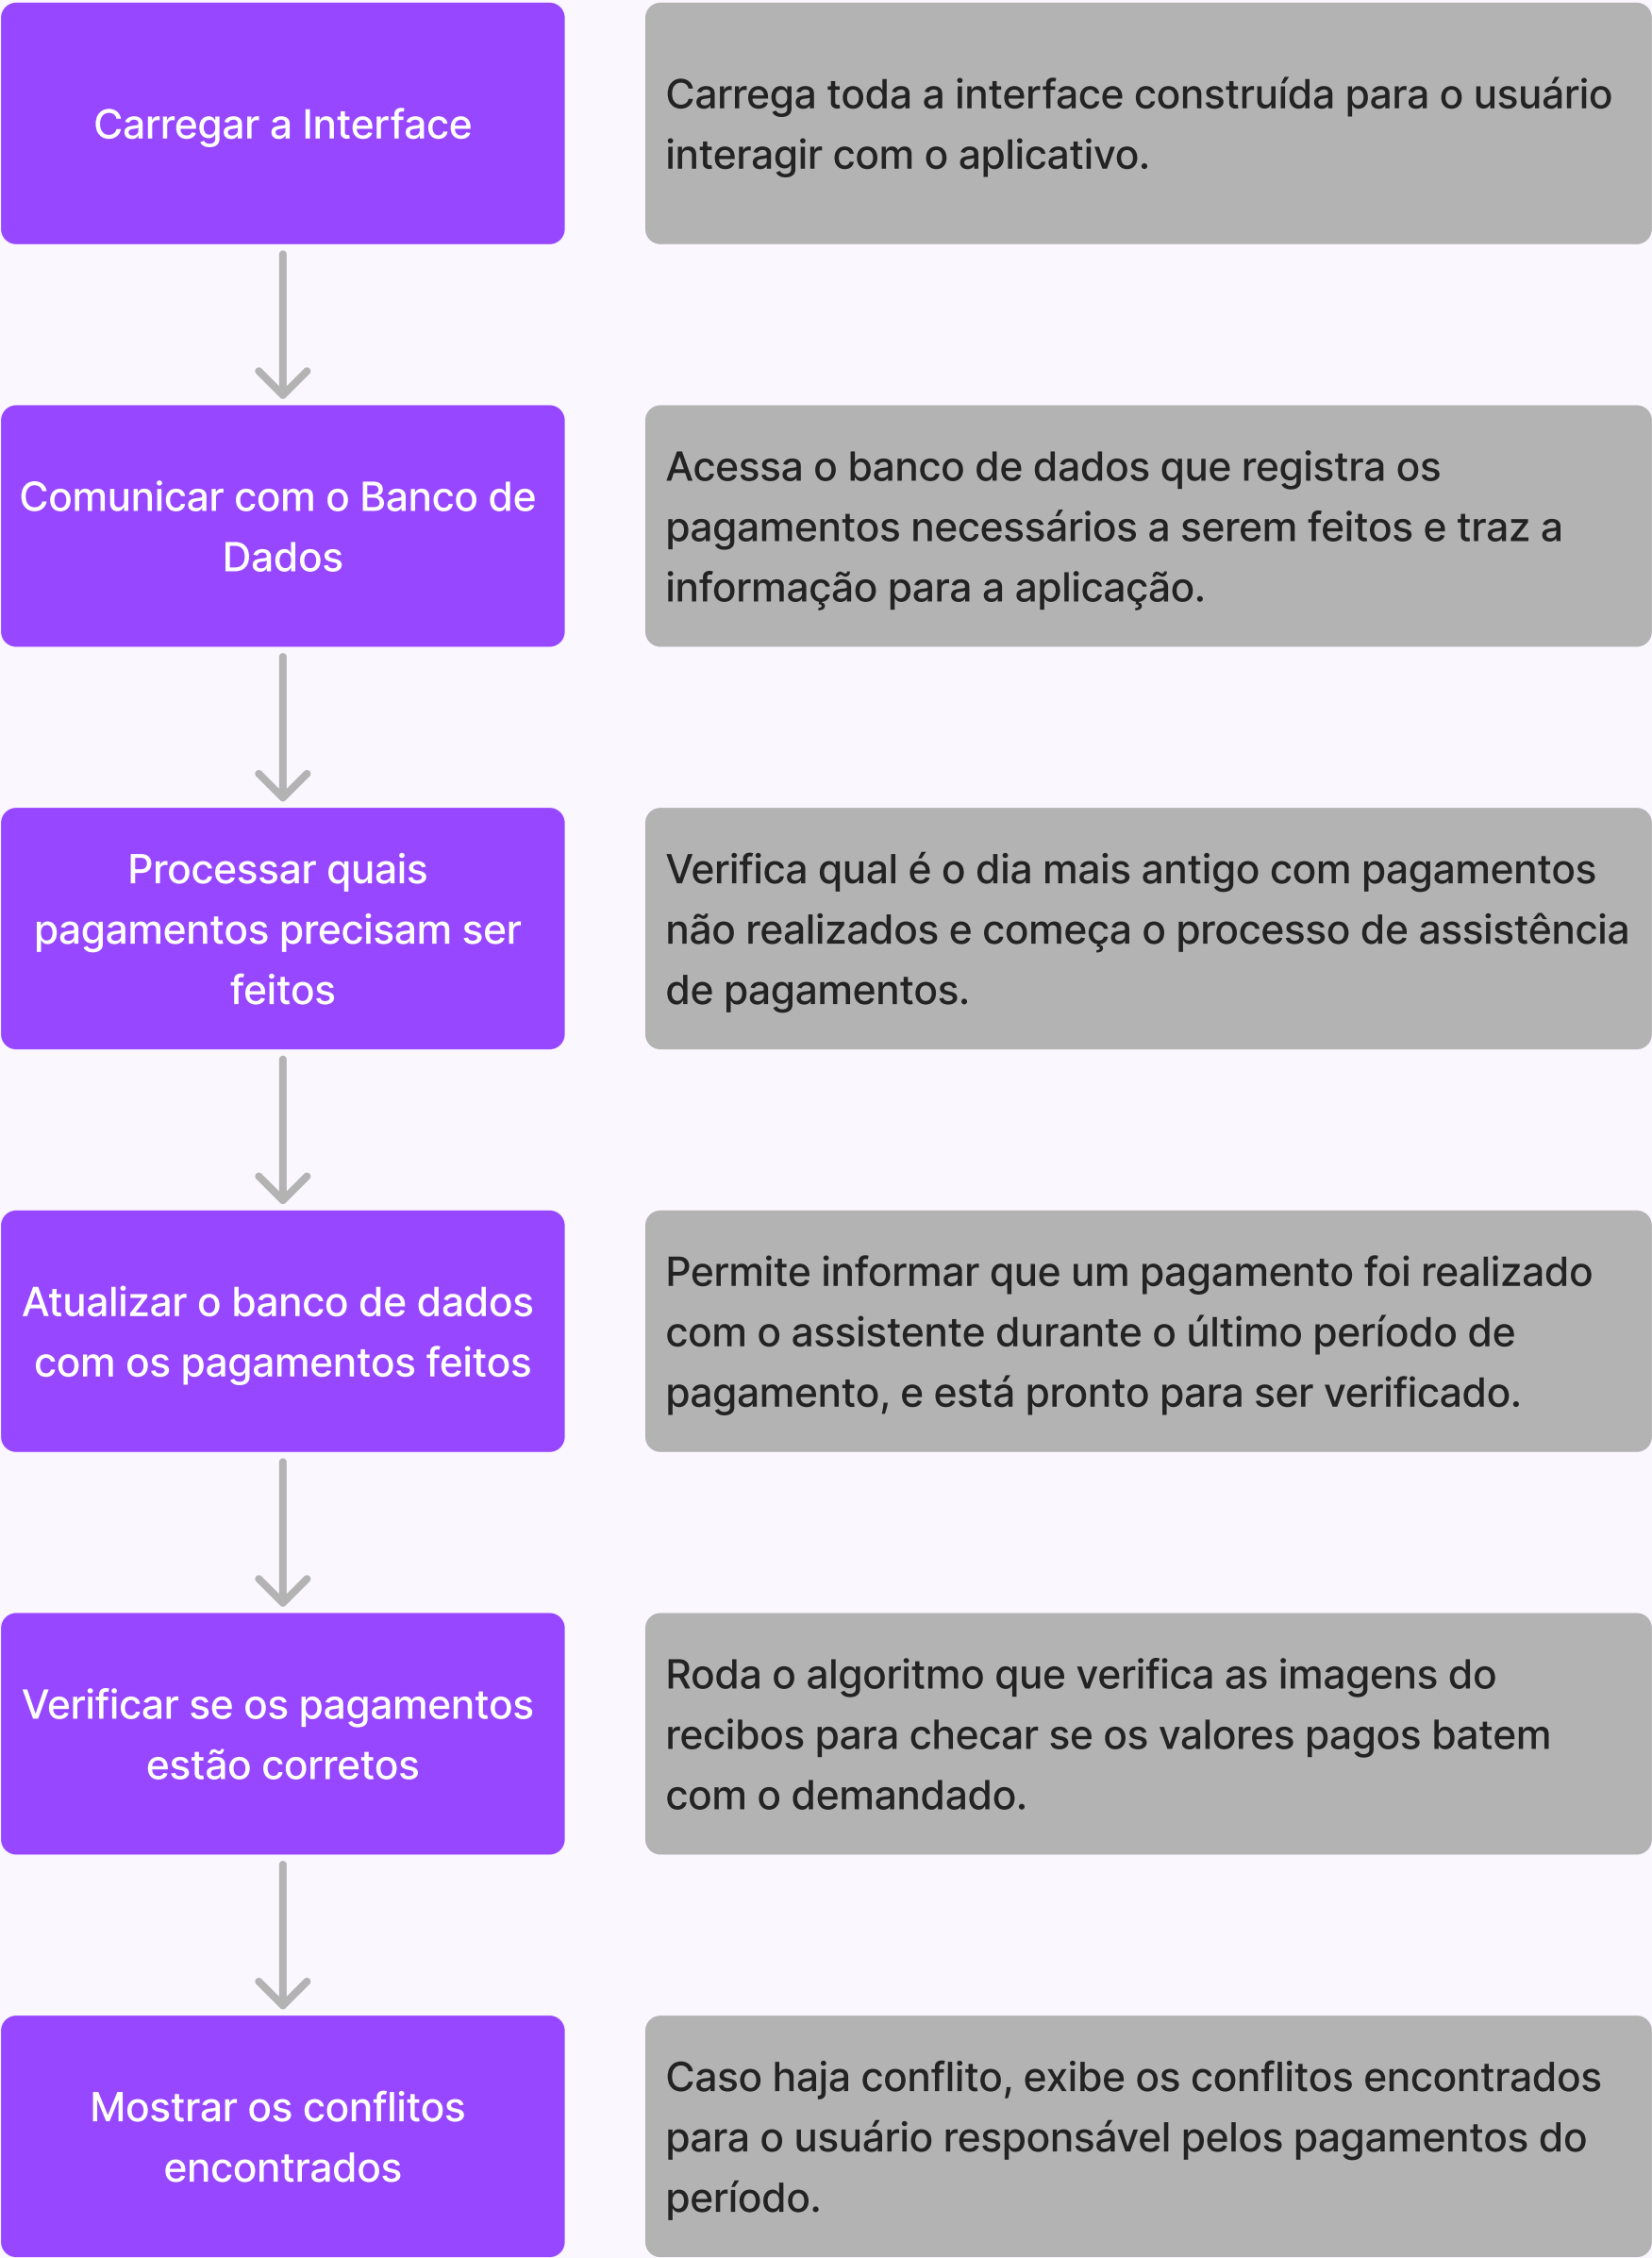 Carregar a Interface
Carrega toda a interface construída para o usuário
interagir com o aplicativo.
Comunicar com o Banco de
Dados
Acessa o banco de dados que registra os
pagamentos necessários a serem feitos e traz a
informação para a aplicação.
Processar quais
pagamentos precisam ser
feitos
Verifica qual é o dia mais antigo com pagamentos
não realizados e começa o processo de assistência
de pagamentos.
Atualizar o banco de dados
com os pagamentos feitos
Permite informar que um pagamento foi realizado
com o assistente durante o último período de
pagamento, e está pronto para ser verificado.
Verificar se os pagamentos
estão corretos
Roda o algoritmo que verifica as imagens do
recibos para checar se os valores pagos batem
com o demandado.
Mostrar os conflitos
encontrados
Caso haja conflito, exibe os conflitos encontrados
para o usuário responsável pelos pagamentos do
período.